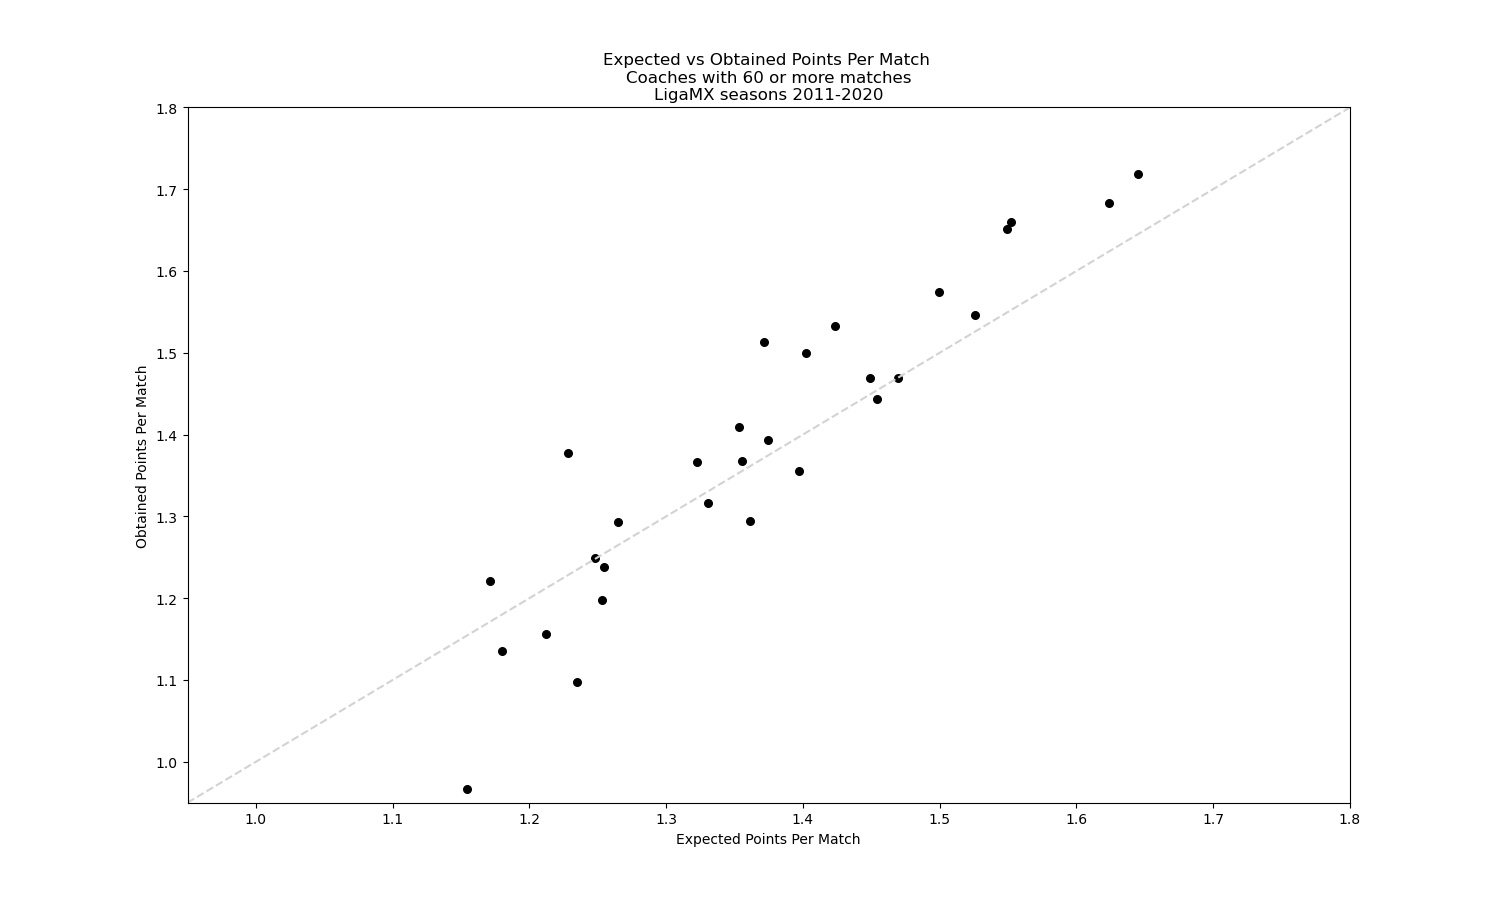 Expected vs Obtained Points Per Match
Coaches with 60 or more matches
LigaMX seasons 2011-2020
1.8
1.7
1.6
1.5
1.4
1.3
1.2
1.1
1.0
Obtained Points Per Match
1.0 1.1 1.2 1.3 1.4 1.5 1.6 1.7 1.8
Expected Points Per Match